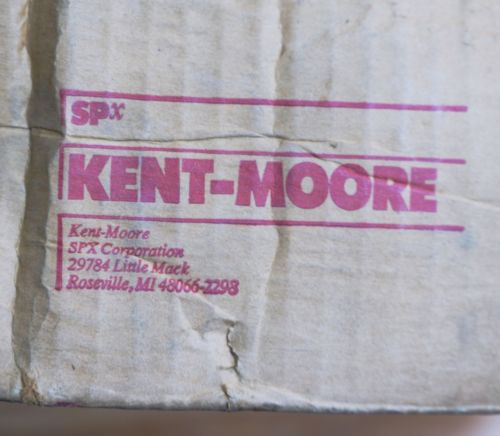 SPx
KENT-MOORE
Kent-Moore
SPX Corporation
29784 Little Mack
Roseville, MI 48066-2298